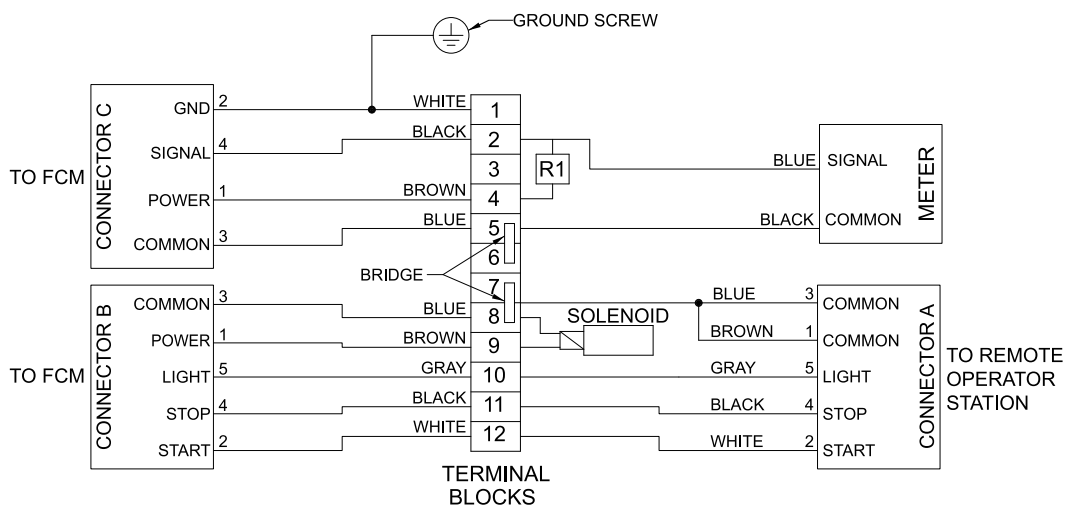 GROUND SCREW
TO FCM
CONNECTOR C
GND 2
SIGNAL 4
POWER 1
COMMON 3
WHITE
BLACK
BROWN
BLUE
BRIDGE
TO FCM
CONNECTOR B
COMMON 3
POWER 1
LIGHT 5
STOP 4
START 2
BLUE
BROWN
GRAY
BLACK
WHITE
1
2
3
4
5
6
7
8
9
10
11
12
TERMINAL
BLOCKS
R1
SOLENOID
BLUE SIGNAL
BLACK COMMON
METER
BLUE 3 COMMON
BROWN 1 COMMON
GRAY 5 LIGHT
BLACK 4 STOP
WHITE 2 START
CONNECTOR A
TO REMOTE
OPERATOR
STATION